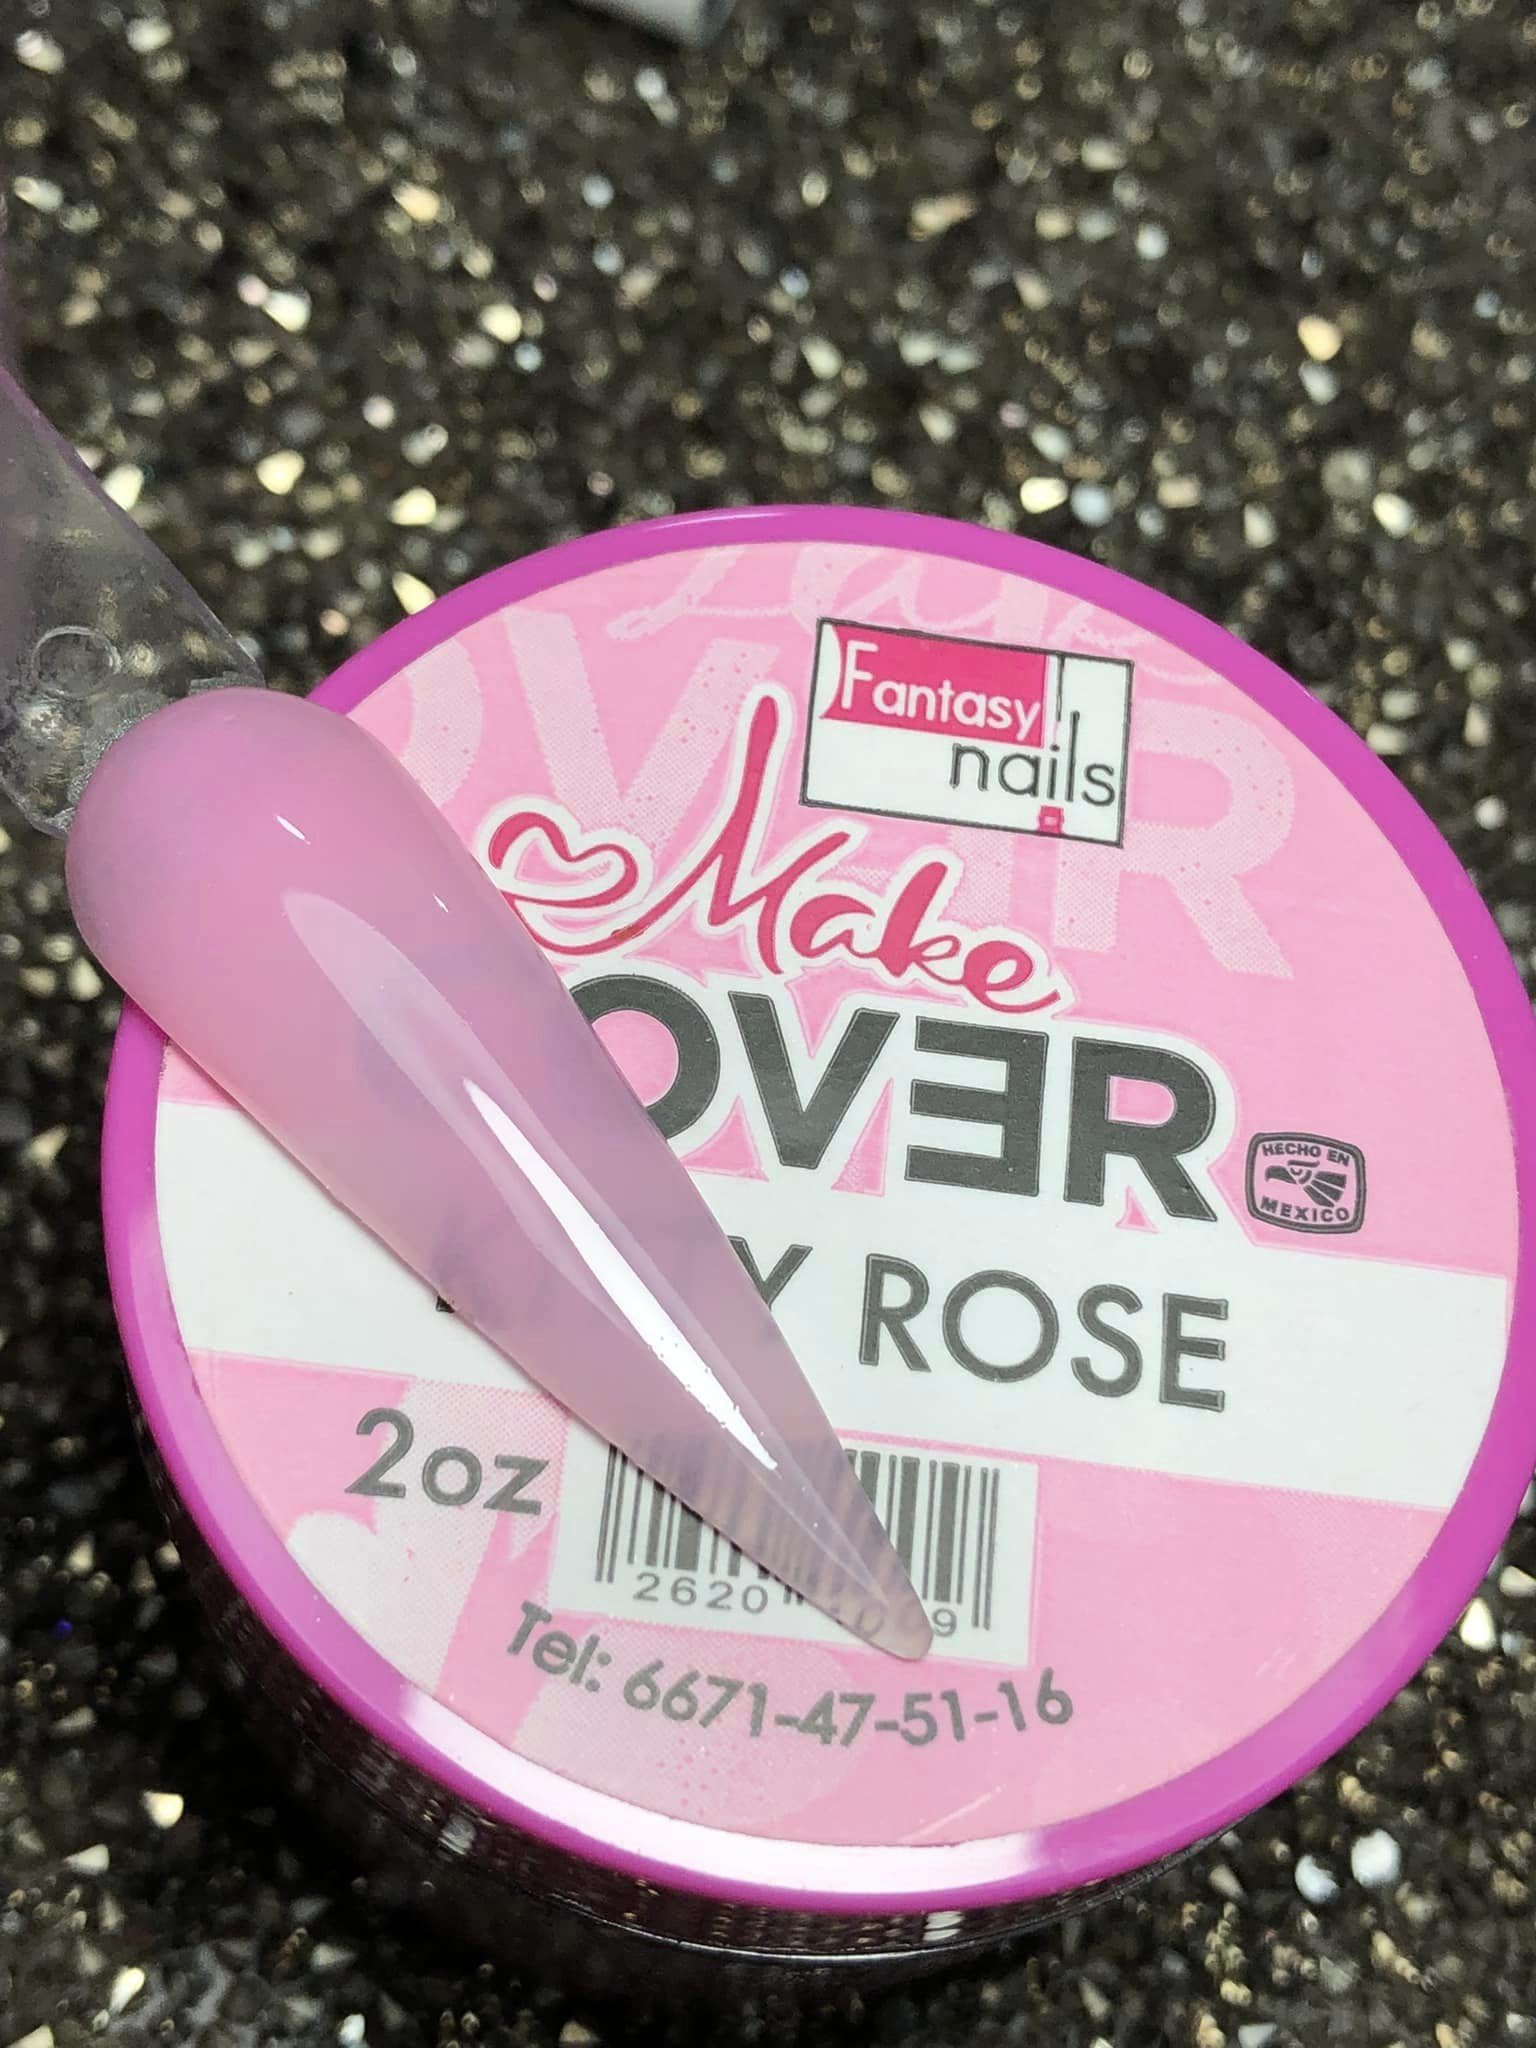 Fantasy
nails
Make
OVER
HECHO EN
MEXICO
ROSE
2oz
Tel: 6671-47-51-16